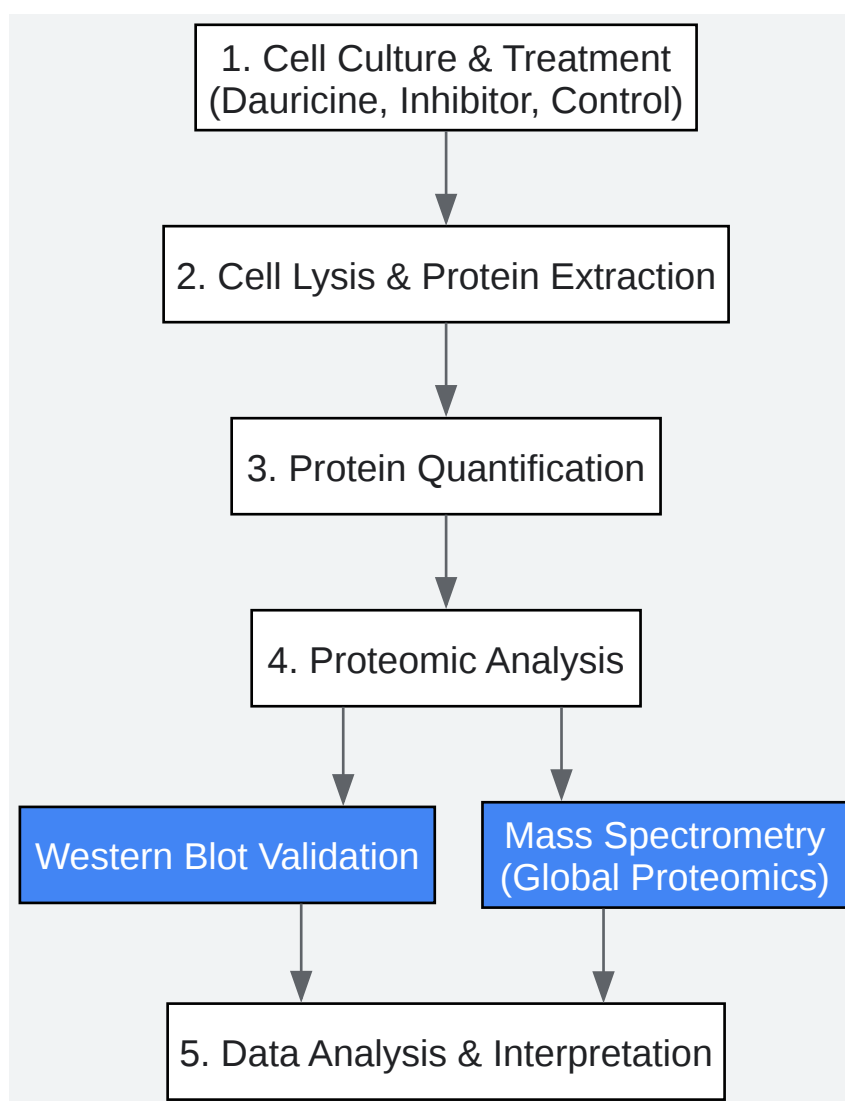 1. Cell Culture & Treatment
(Dauricine, Inhibitor, Control)
2. Cell Lysis & Protein Extraction
3. Protein Quantification
4. Proteomic Analysis
Western Blot Validation
Mass Spectrometry
(Global Proteomics)
5. Data Analysis & Interpretation